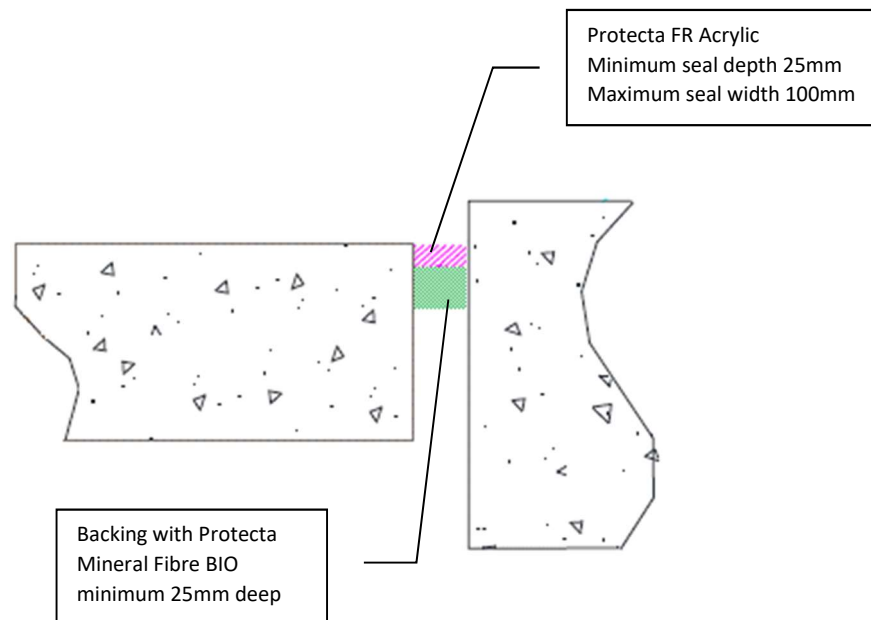 Protecta FR Acrylic
Minimum seal depth 25mm
Maximum seal width 100mm
Backing with Protecta
Mineral Fibre BIO
minimum 25mm deep